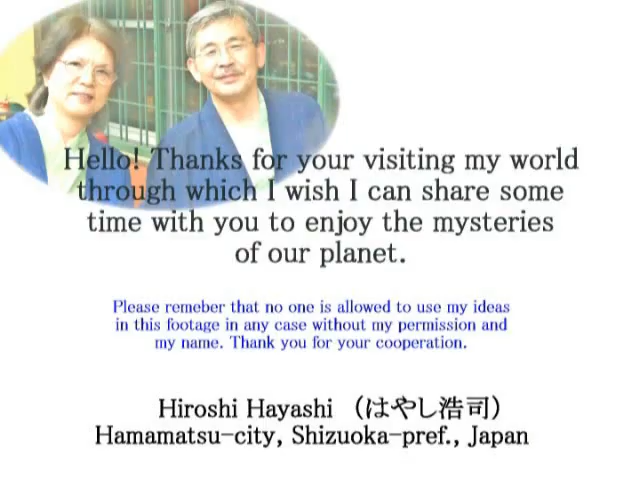 Hello! Thanks for your visiting my world
through which I wish I can share some
time with you to enjoy the mysteries
of our planet.
Please remeber that no one is allowed to use my ideas
in this footage in any case without my permission and
my name. Thank you for your cooperation.
Hiroshi Hayashi （はやし浩司）
Hamamatsu-city, Shizuoka-pref., Japan